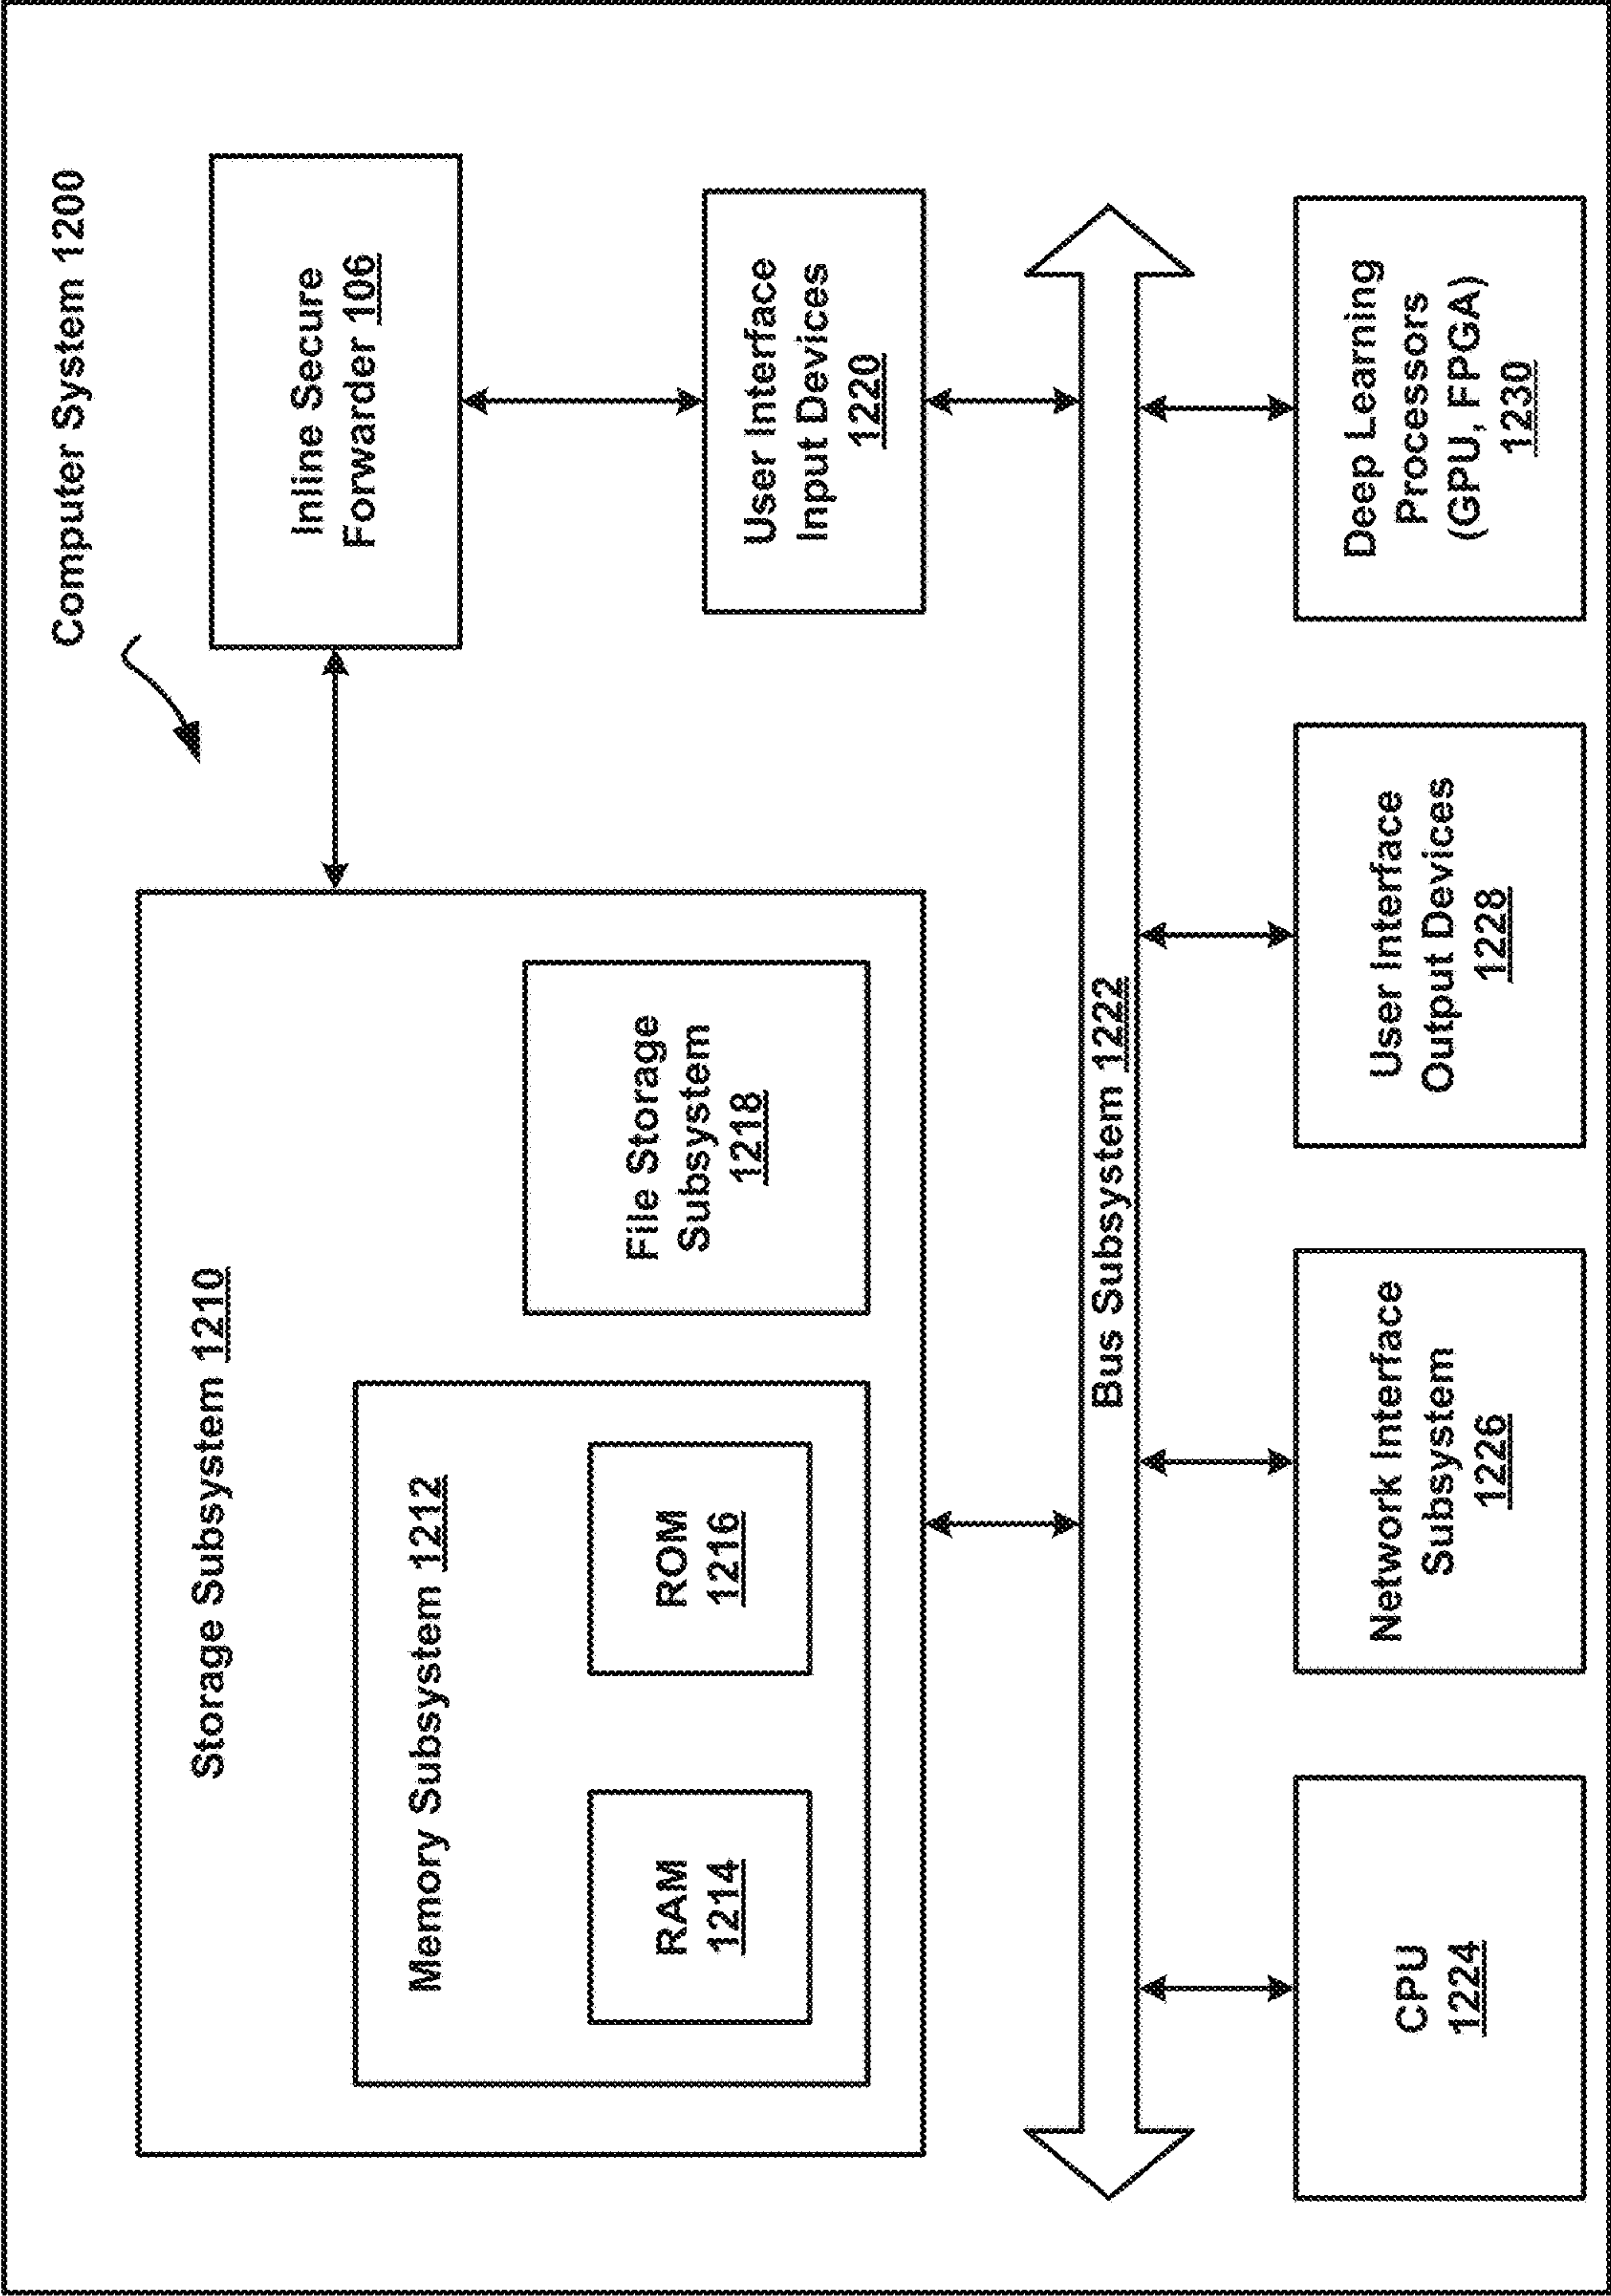 Computer System 1200
Storage Subsystem 1210
Memory Subsystem 1212
RAM
1214
ROM
1216
File Storage
Subsystem
1218
Inline Secure
Forwarder 106
User Interface
Input Devices
1220
Bus Subsystem 1222
CPU
1224
Network Interface
Subsystem
1226
User Interface
Output Devices
1228
Deep Learning
Processors
(GPU, FPGA)
1230